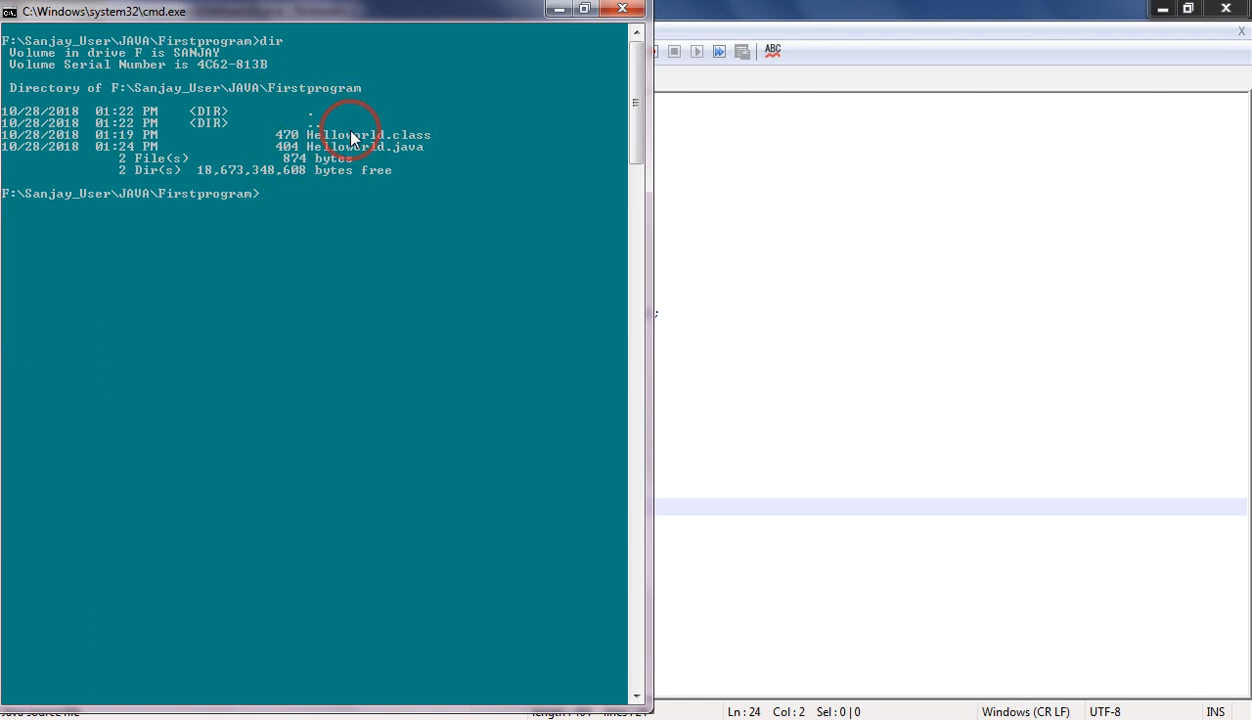 C:\Windows\system32\cmd.exe
F:\Sanjay_User\JAVA\Firstprogram>dir
Volume in drive F is SANJAY
Volume Serial Number is 4C62-813B
Directory of F:\Sanjay_User\JAVA\Firstprogram
10/28/2018 01:22 PM <DIR> .
10/28/2018 01:22 PM <DIR> ..
10/28/2018 01:19 PM 470 Helloworld.class
10/28/2018 01:24 PM 404 Helloworld.java
2 File(s) 874 bytes
2 Dir(s) 18,673,348,608 bytes free
F:\Sanjay_User\JAVA\Firstprogram>
ABC
;
Ln : 24 Col : 2 Sel : 0 | 0 Windows (CR LF) UTF-8 INS